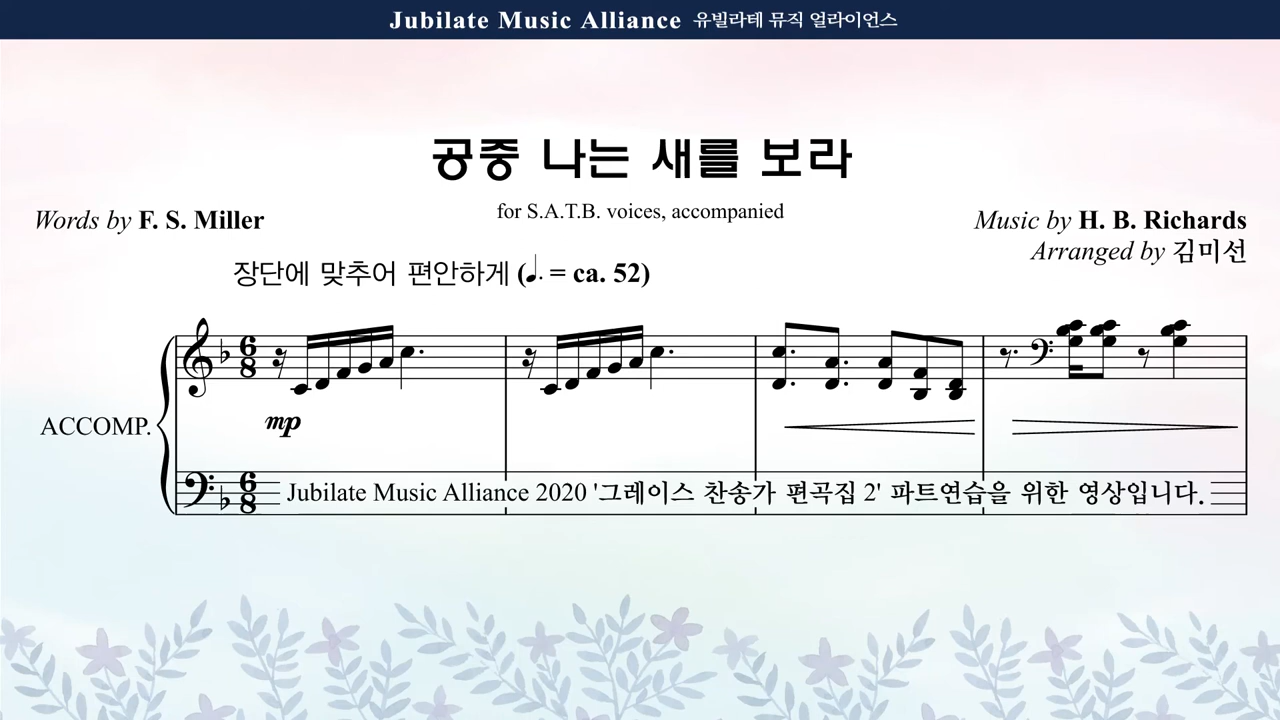 Jubilate Music Alliance 유빌라테 뮤직 얼라이언스
공중 나는 새를 보라
for S.A.T.B. voices, accompanied
Words by F. S. Miller
Music by H. B. Richards
Arranged by 김미선
장단에 맞추어 편안하게 (♩. = ca. 52)
6 8
mp
ACCOMP.
6 8
Jubilate Music Alliance 2020 '그레이스 찬송가 편곡집 2' 파트연습을 위한 영상입니다.